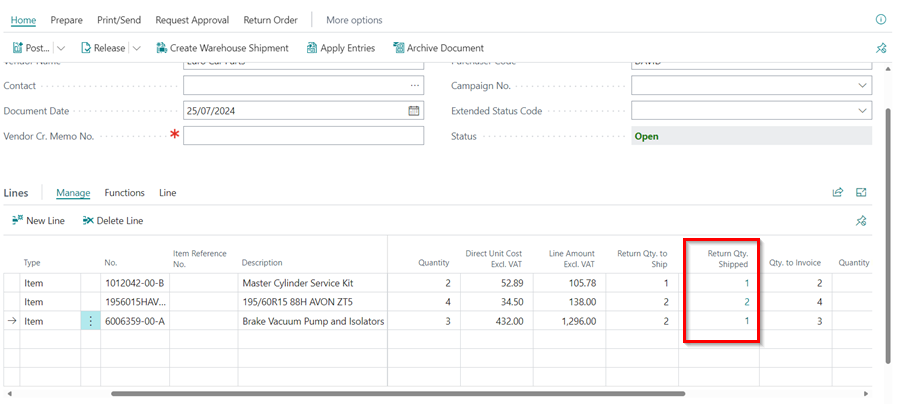 Home Prepare Print/Send Request Approval Return Order More options
Post... Release Create Warehouse Shipment Apply Entries Archive Document
Vendor Name Euro Car Parts Purchaser Code DAVID
Contact Campaign No.
Document Date 25/07/2024 Extended Status Code
Vendor Cr. Memo No. * Status Open
Lines Manage Functions Line
New Line Delete Line
Type No. Item Reference No. Description Quantity Direct Unit Cost Excl. VAT Line Amount Excl. VAT Return Qty. to Ship Return Qty. Shipped Qty. to Invoice Quantity
Item 1012042-00-B Master Cylinder Service Kit 2 52.89 105.78 1 1 2
Item 1956015HAV... 195/60R15 88H AVON ZT5 4 34.50 138.00 2 2 4
Item 6006359-00-A Brake Vacuum Pump and Isolators 3 432.00 1,296.00 2 1 3